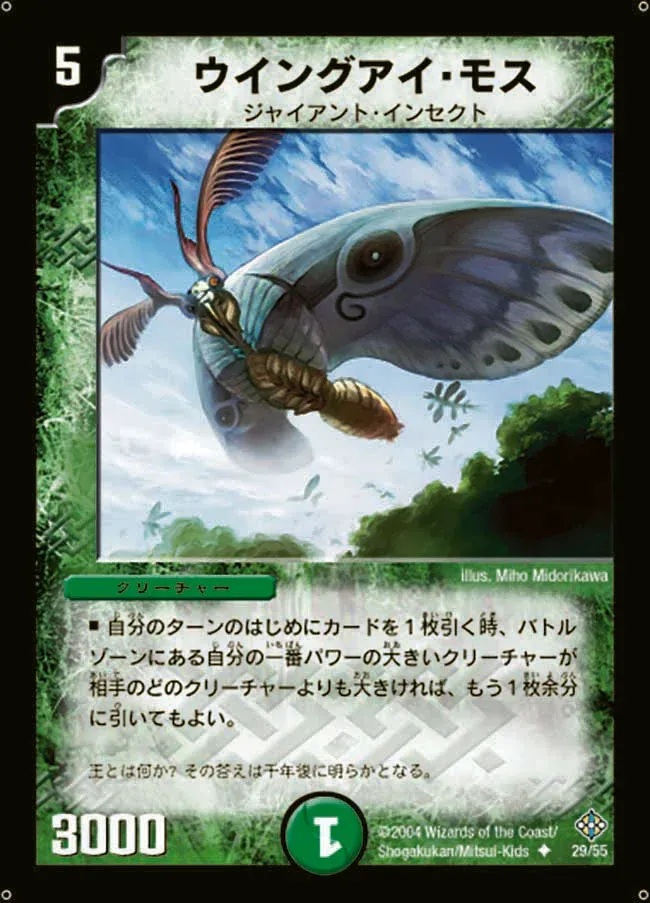 5
ウイングアイ・モス
ジャイアント・インセクト
illus. Miho Midorikawa
クリーチャー
■ 自分のターンのはじめにカードを1枚引く時、バトル
ゾーンにある自分の一番パワーの大きいクリーチャーが
相手のどのクリーチャーよりも大きければ、もう1枚余分
に引いてもよい。
王とは何か? その答えは千年後に明らかとなる。
3000
1
©2004 Wizards of the Coast/
Shogakukan/Mitsui-Kids
29/55